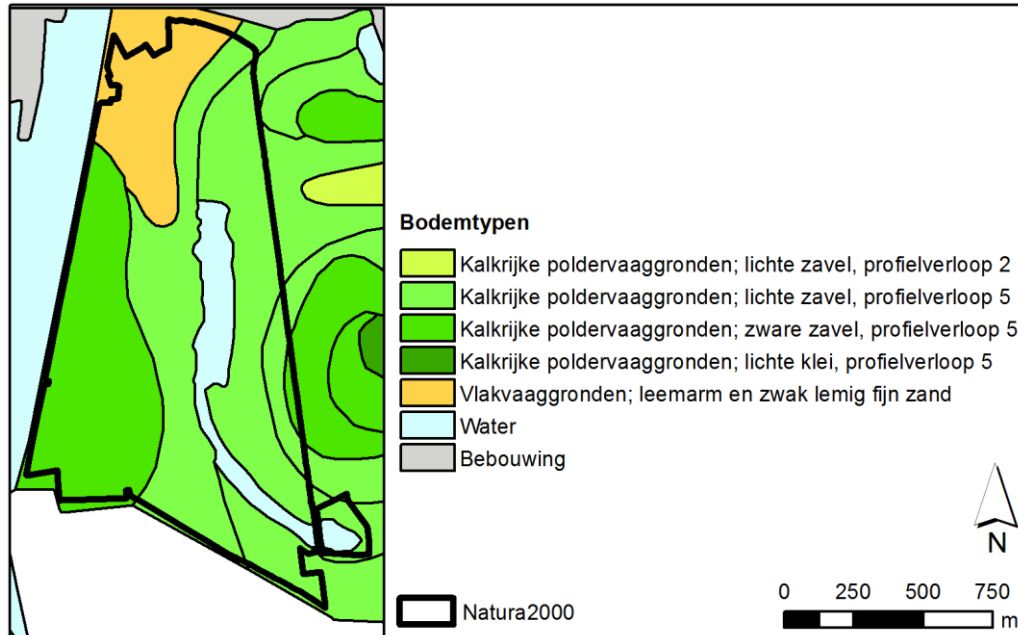 Bodemtypen
Kalkrijke poldervaaggronden; lichte zavel, profielverloop 2
Kalkrijke poldervaaggronden; lichte zavel, profielverloop 5
Kalkrijke poldervaaggronden; zware zavel, profielverloop 5
Kalkrijke poldervaaggronden; lichte klei, profielverloop 5
Vlakvaaggronden; leemarm en zwak lemig fijn zand
Water
Bebouwing
N
Natura2000
0 250 500 750
m